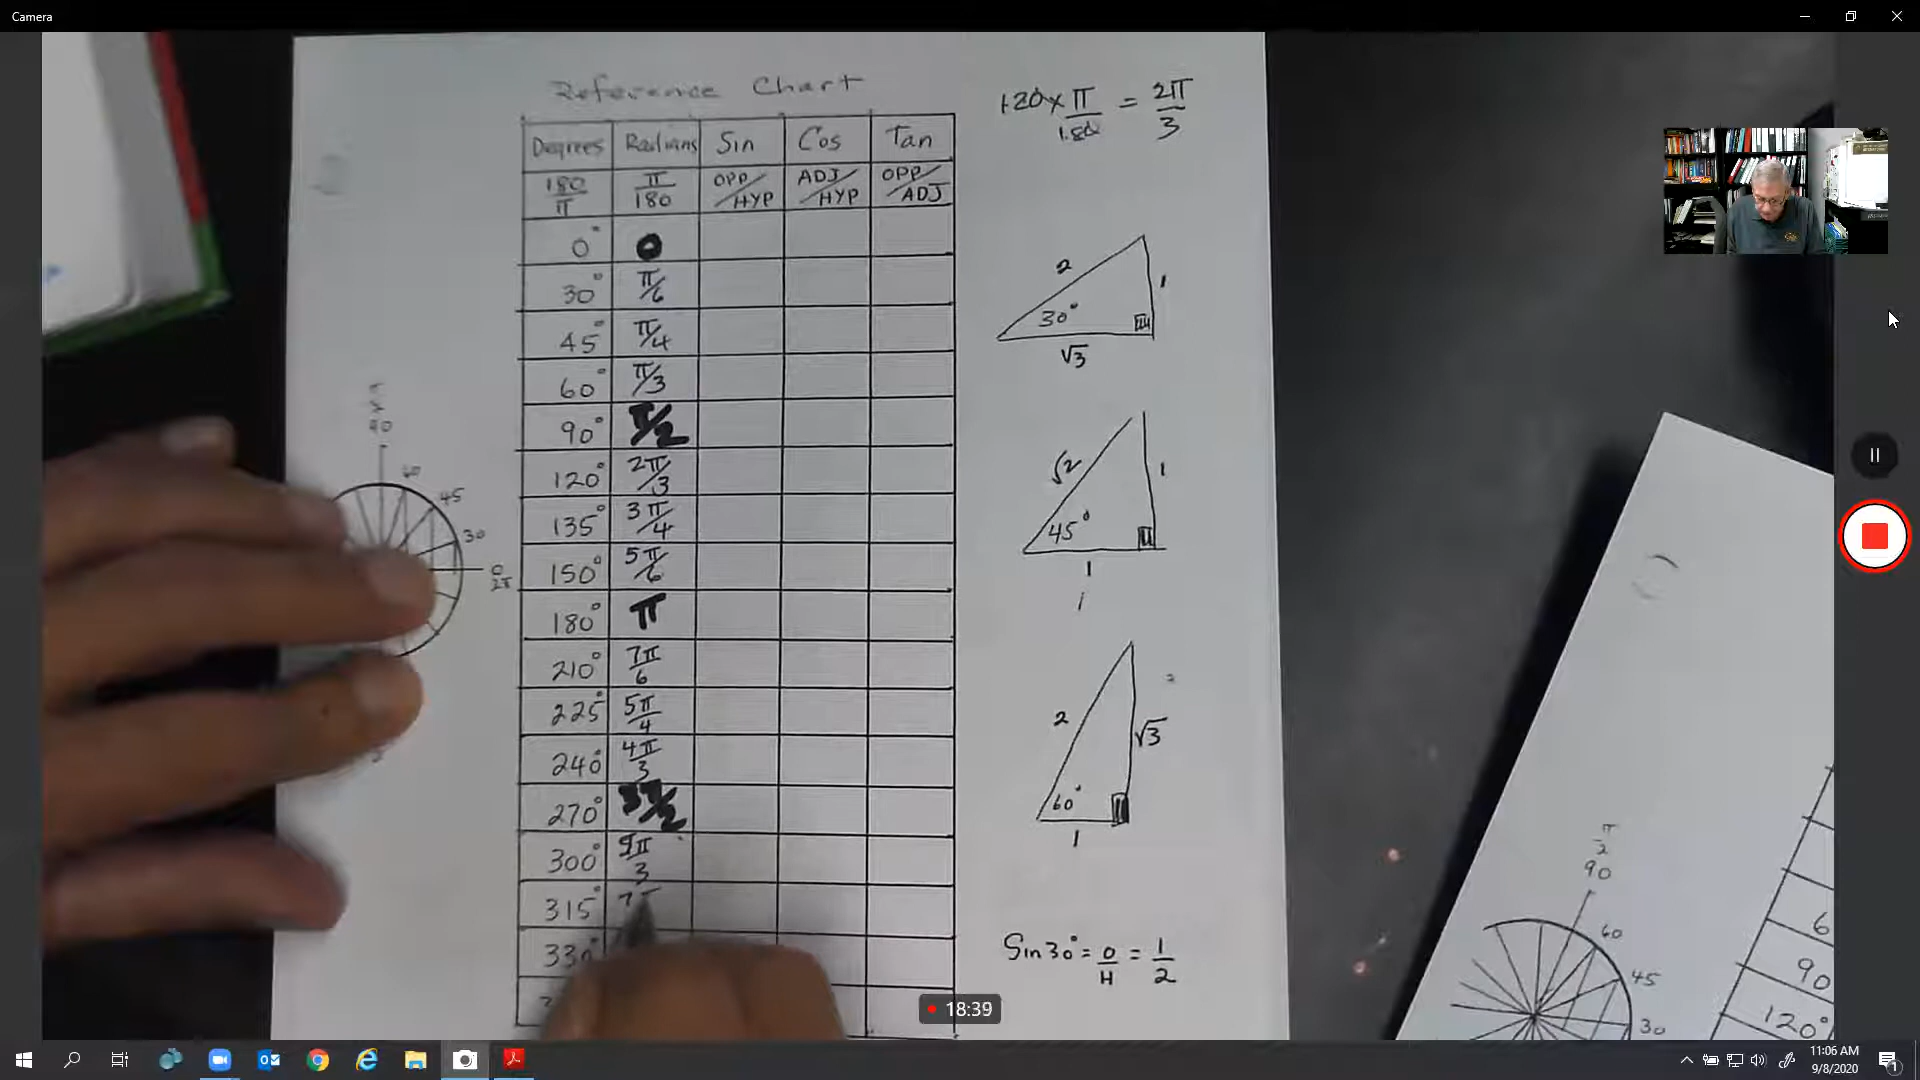 Camera
Reference Chart
Degrees Radians Sin Cos Tan
180/π π/180 OPP/HYP ADJ/HYP OPP/ADJ
0° 0
30° π/6
45° π/4
60° π/3
90° π/2
120° 2π/3
135° 3π/4
150° 5π/6
180° π
210° 7π/6
225° 5π/4
240° 4π/3
270° 3π/2
300° 5π/3
315° 7π
330°
120 × π/180 = 2π/3
2 1
30°
√3
√2 1
45°
1
2 √3
60°
1
Sin 30° = O/H = 1/2
90
60
45
30
0
2π
π/2
90
60
45
30
6
90
120°
18:39
11:06 AM
9/8/2020
1